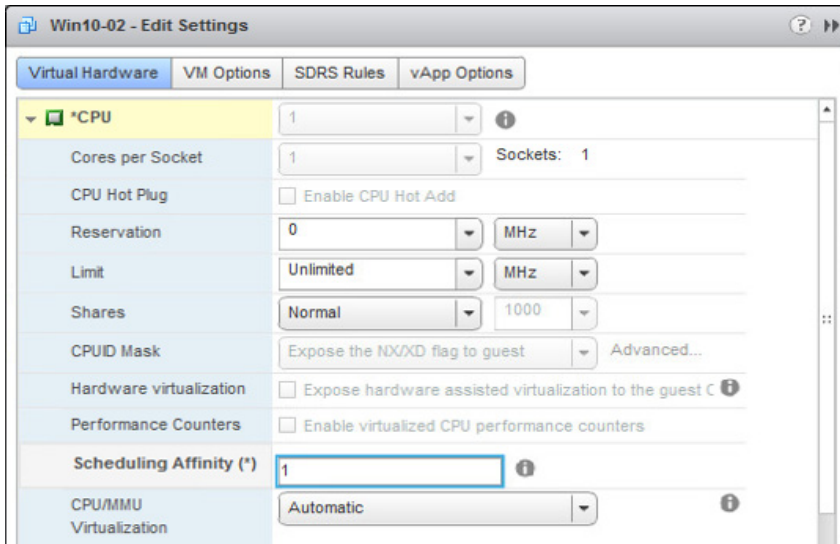 Win10-02 - Edit Settings ?
Virtual Hardware VM Options SDRS Rules vApp Options
*CPU 1
Cores per Socket 1 Sockets: 1
CPU Hot Plug Enable CPU Hot Add
Reservation 0 MHz
Limit Unlimited MHz
Shares Normal 1000
CPUID Mask Expose the NX/XD flag to guest Advanced...
Hardware virtualization Expose hardware assisted virtualization to the guest
Performance Counters Enable virtualized CPU performance counters
Scheduling Affinity (*) 1
CPU/MMU Automatic
Virtualization